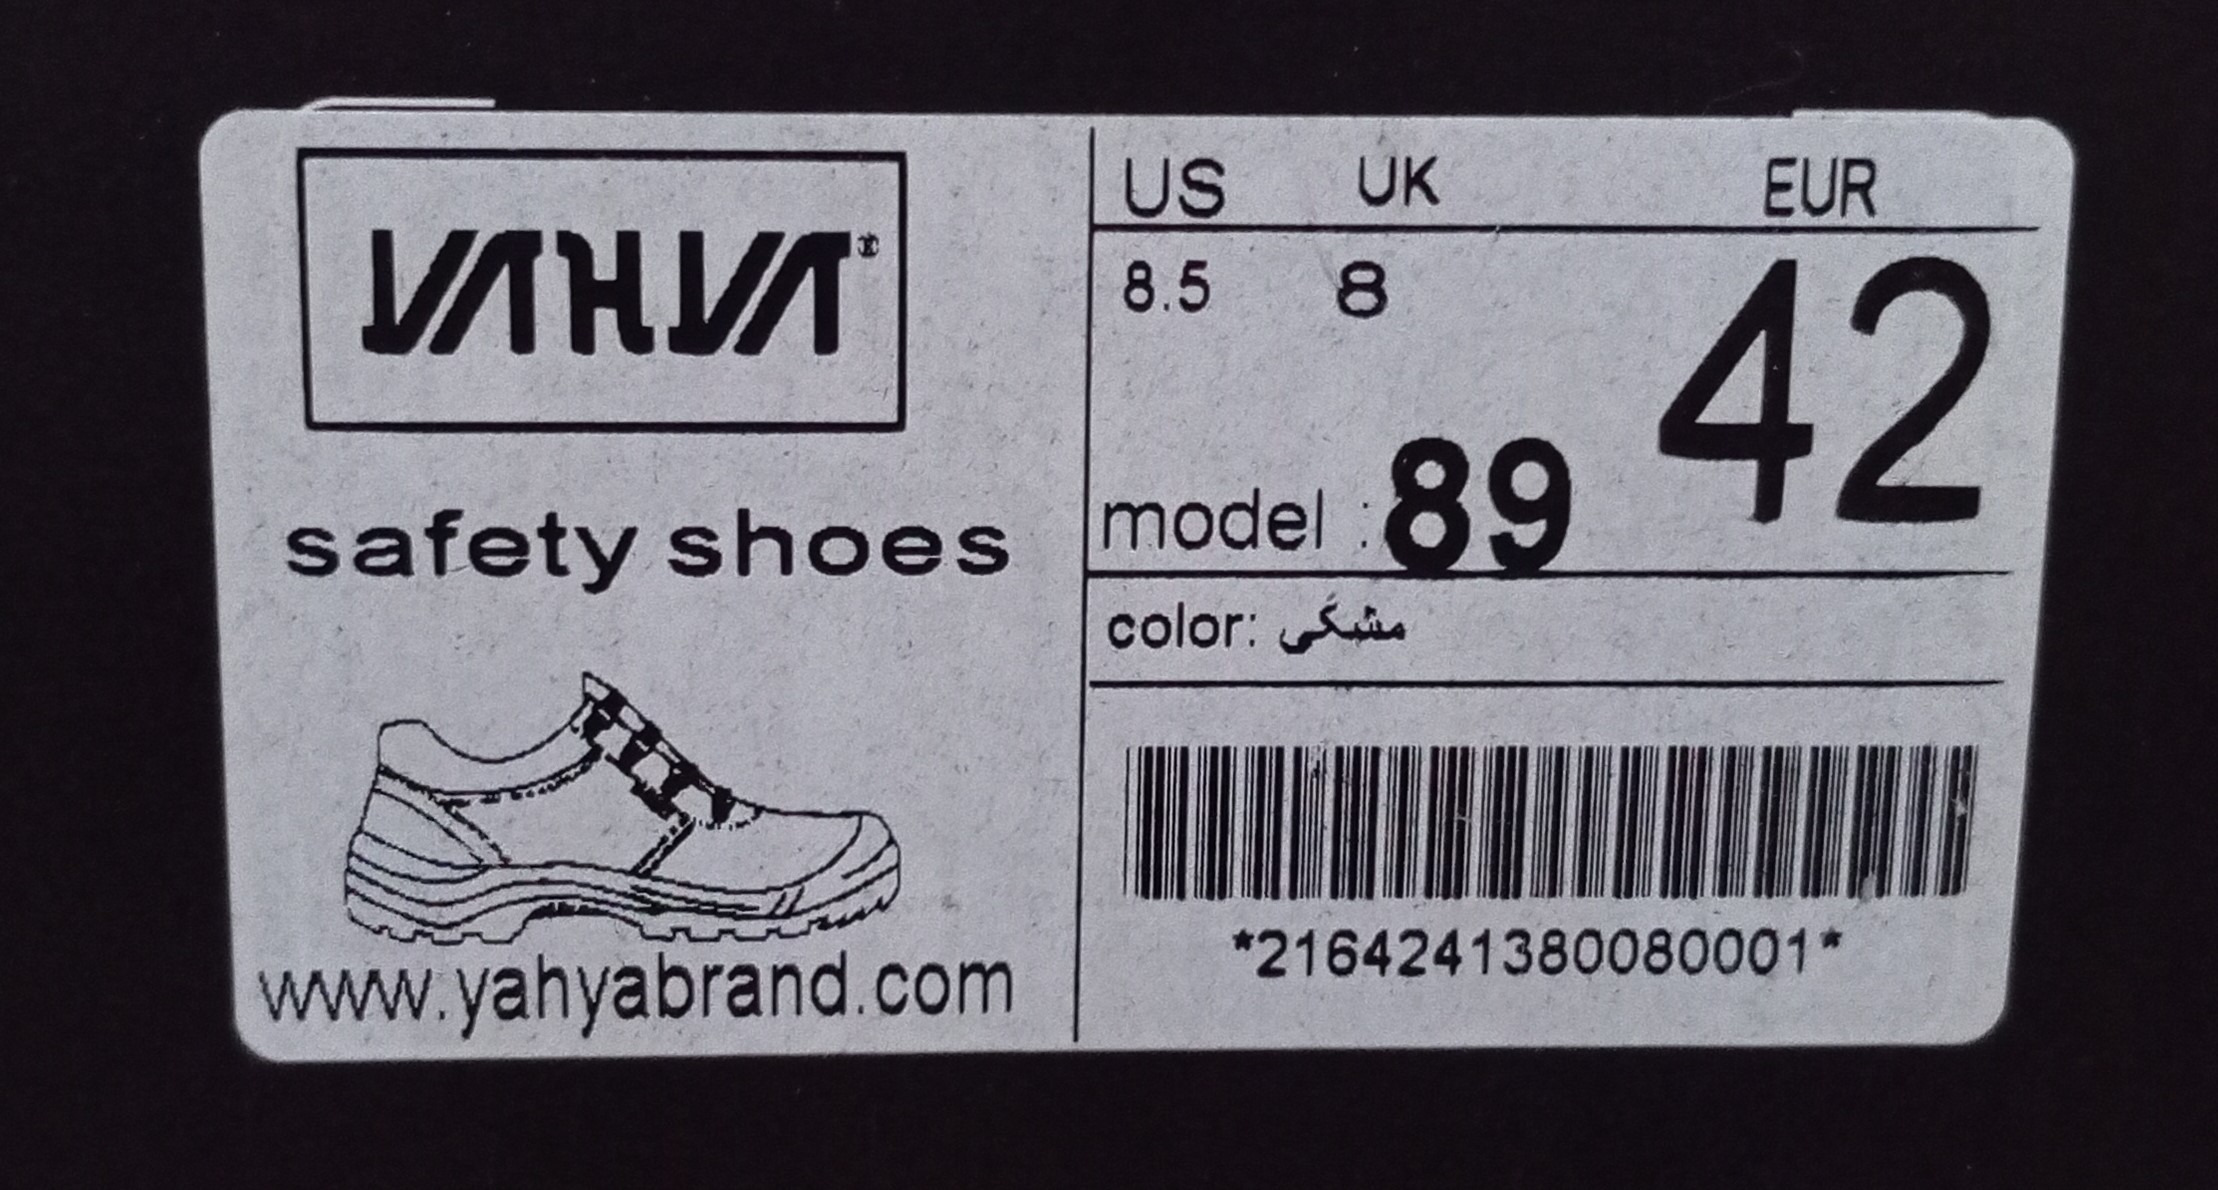 YAHYA®
safety shoes
www.yahyabrand.com
US UK EUR
8.5 8 42
model : 89
color: مشکی
*2164241380080001*